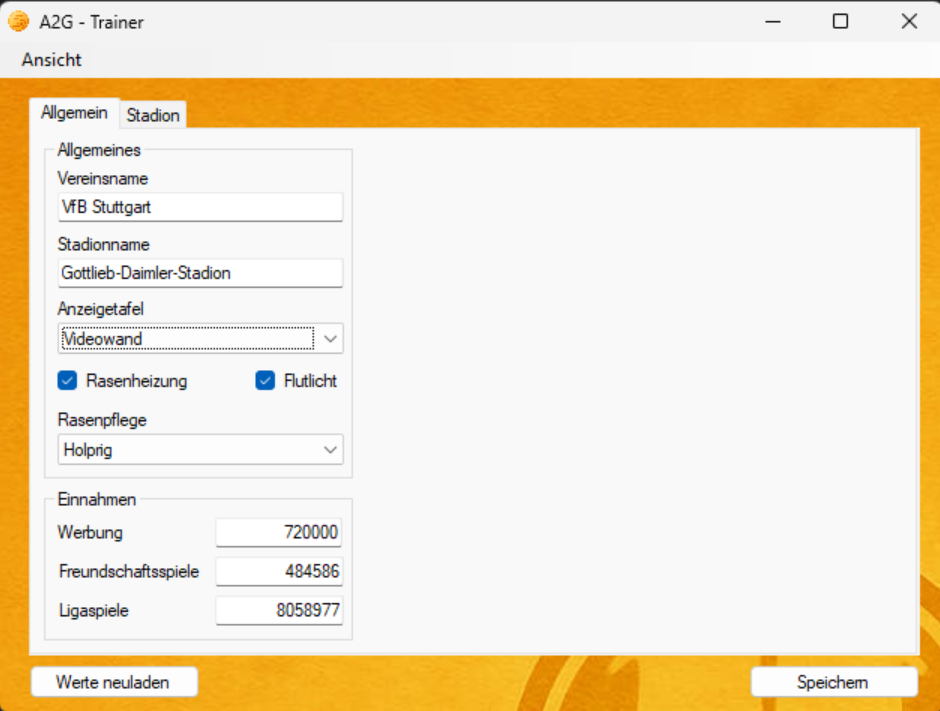 A2G - Trainer
Ansicht
Allgemein Stadion
Allgemeines
Vereinsname
VfB Stuttgart
Stadionname
Gottlieb-Daimler-Stadion
Anzeigetafel
Videowand
Rasenheizung Flutlicht
Rasenpflege
Holprig
Einnahmen
Werbung 720000
Freundschaftsspiele 484586
Ligaspiele 8058977
Werte neuladen Speichern